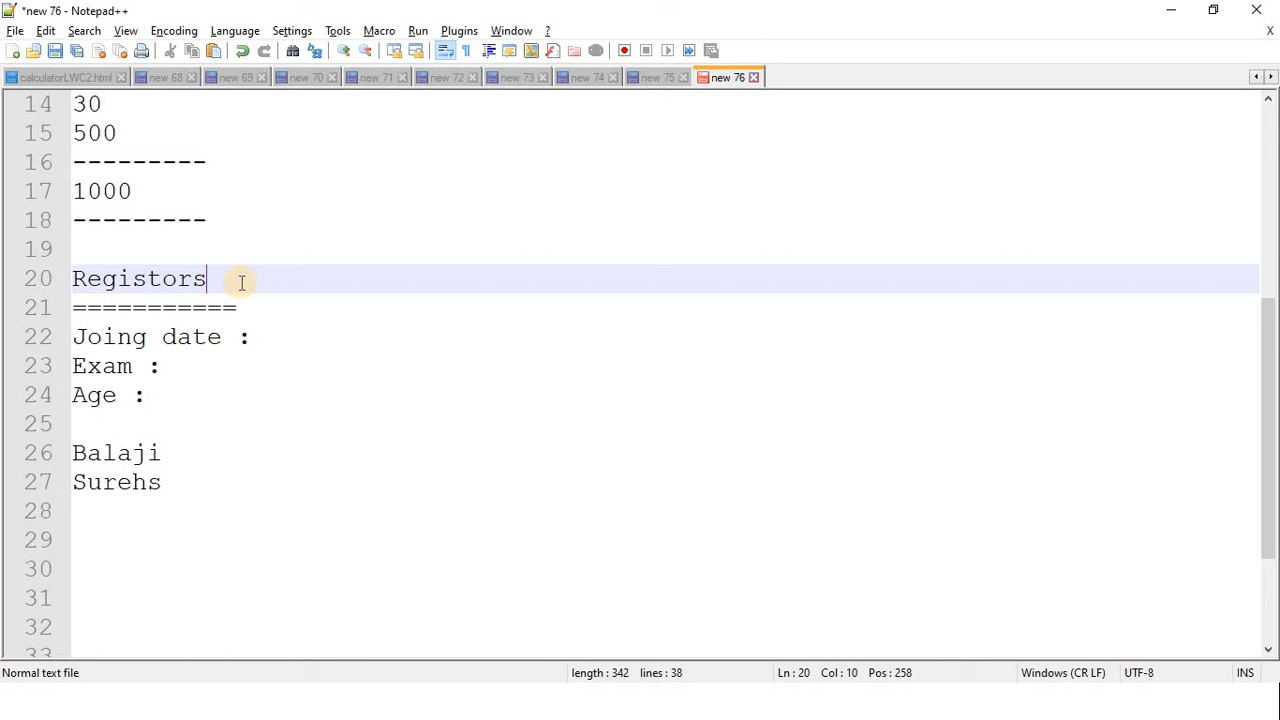 *new 76 - Notepad++
File Edit Search View Encoding Language Settings Tools Macro Run Plugins Window ? X
calculatorLWC2.html new 68 new 69 new 70 new 71 new 72 new 73 new 74 new 75 new 76
14 30
15 500
16 ---------
17 1000
18 ---------
19
20 Registors
21 ===========
22 Joing date :
23 Exam :
24 Age :
25
26 Balaji
27 Surehs
28
29
30
31
32
33
Normal text file length : 342 lines : 38 Ln : 20 Col : 10 Pos : 258 Windows (CR LF) UTF-8 INS